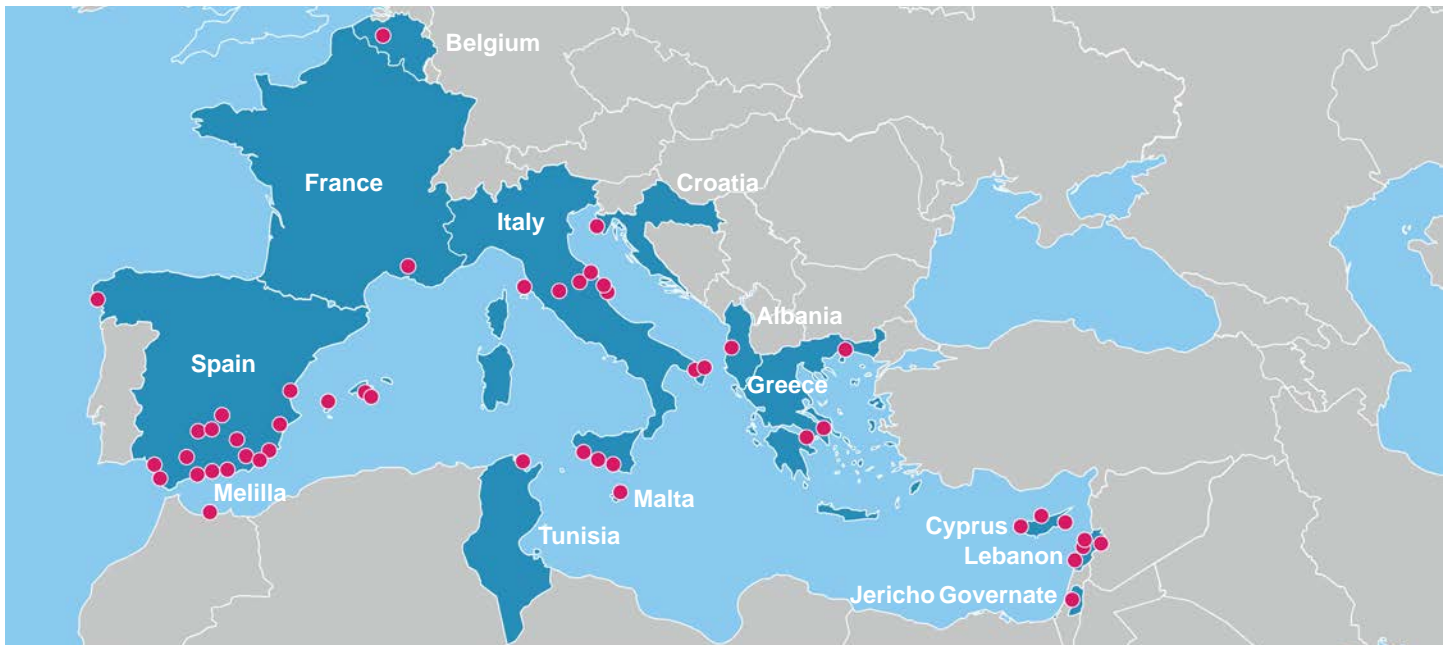 Belgium
France
Croatia
Italy
Albania
Spain
Greece
Melilla
Malta
Tunisia
Cyprus
Lebanon
Jericho Governate